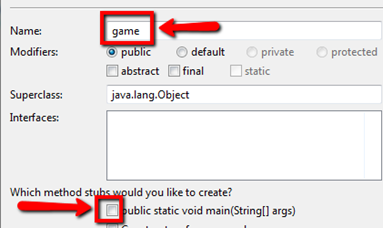 Name: game
Modifiers: public default private protected
abstract final static
Superclass: java.lang.Object
Interfaces:
Which method stubs would you like to create?
public static void main(String[] args)